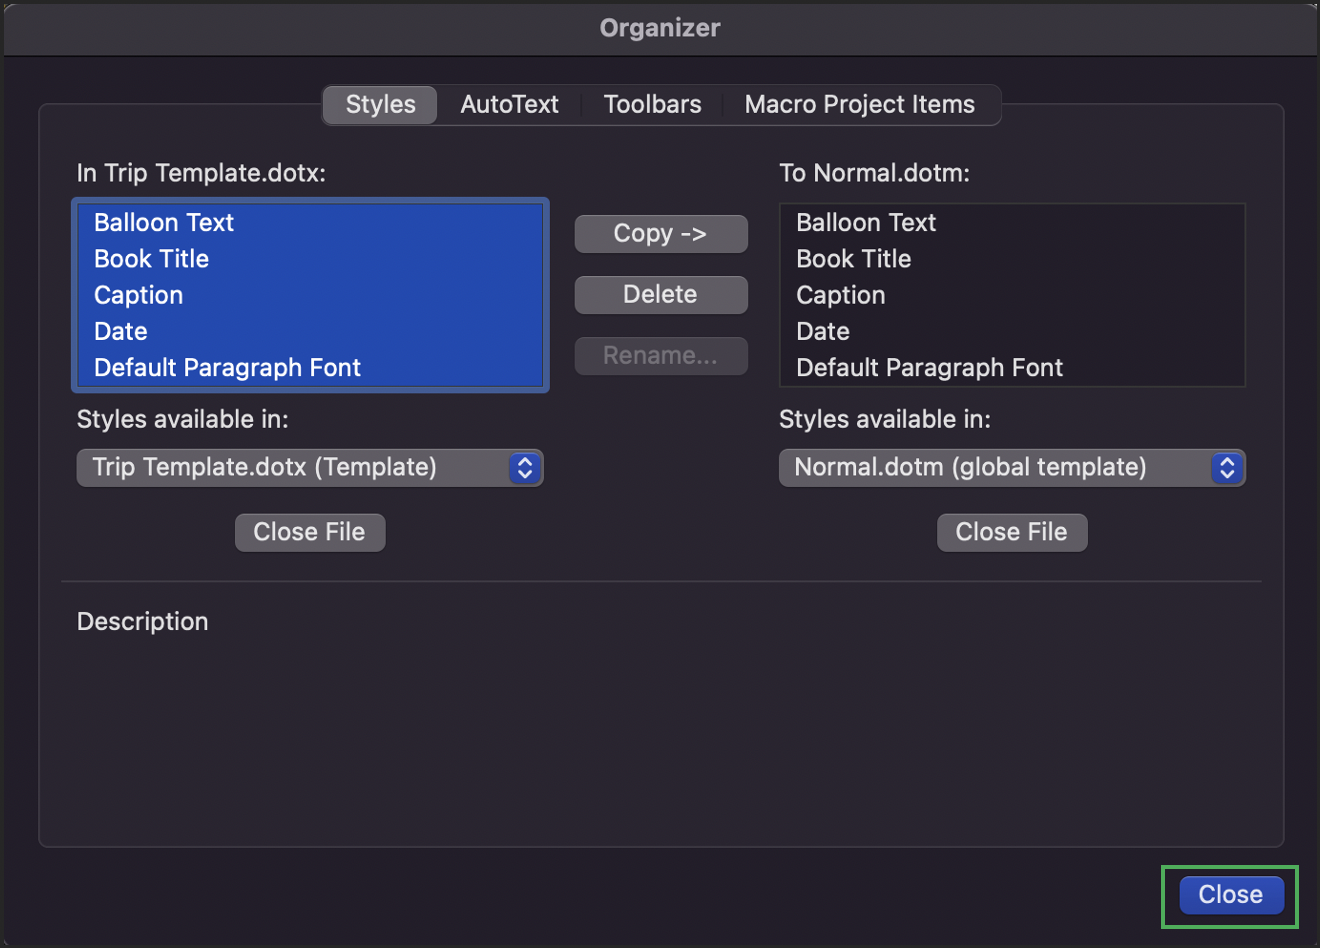 Organizer
Styles AutoText Toolbars Macro Project Items
In Trip Template.dotx:
Balloon Text
Book Title
Caption
Date
Default Paragraph Font
Copy ->
Delete
Rename...
To Normal.dotm:
Balloon Text
Book Title
Caption
Date
Default Paragraph Font
Styles available in:
Trip Template.dotx (Template)
Close File
Styles available in:
Normal.dotm (global template)
Close File
Description
Close